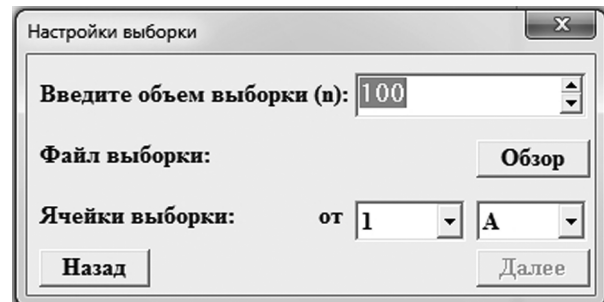 Настройки выборки
Введите объем выборки (n): 100
Файл выборки: Обзор
Ячейки выборки: от 1 A
Назад Далее